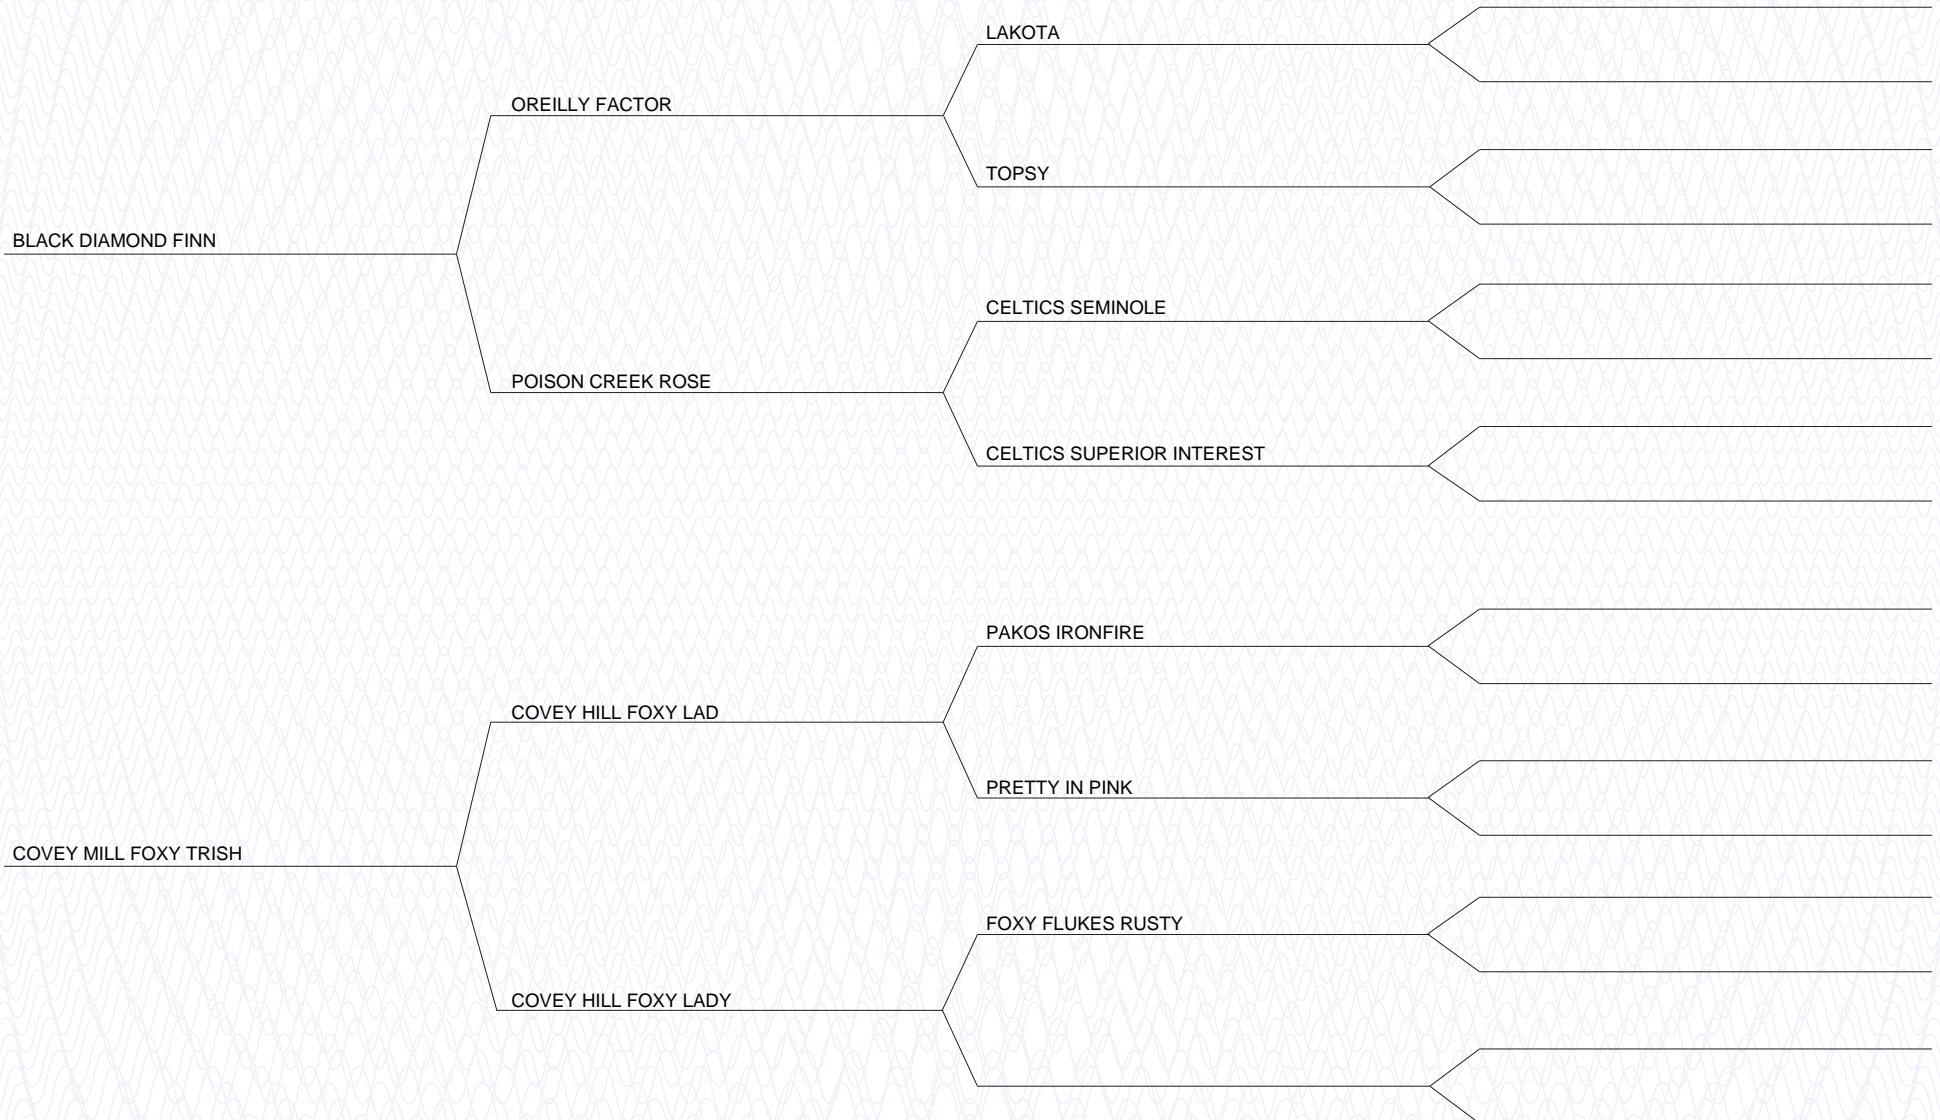 LAKOTA
OREILLY FACTOR
TOPSY
BLACK DIAMOND FINN
CELTICS SEMINOLE
POISON CREEK ROSE
CELTICS SUPERIOR INTEREST
PAKOS IRONFIRE
COVEY HILL FOXY LAD
PRETTY IN PINK
COVEY MILL FOXY TRISH
FOXY FLUKES RUSTY
COVEY HILL FOXY LADY